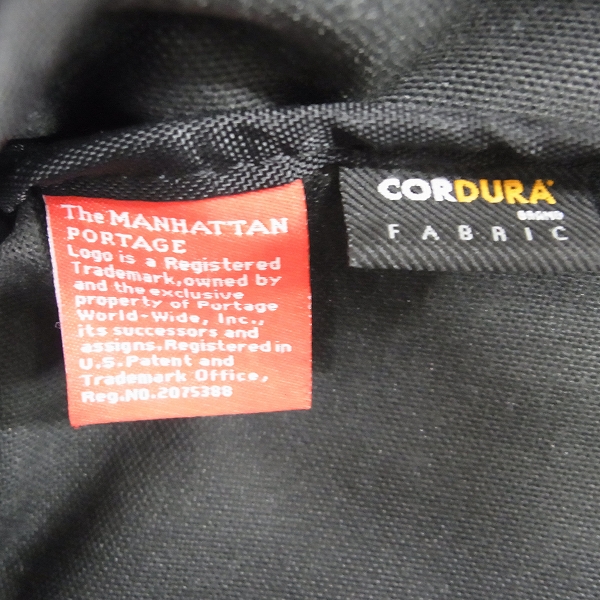 The MANHATTAN
PORTAGE
Logo is a Registered
Trademark,owned by
and the exclusive
property of Portage
World-Wide, Inc.,
its successors and
assigns.Registered in
U.S.Patent and
Trademark Office,
Reg.No.2075388
CORDURA®
BRAND
FABRIC